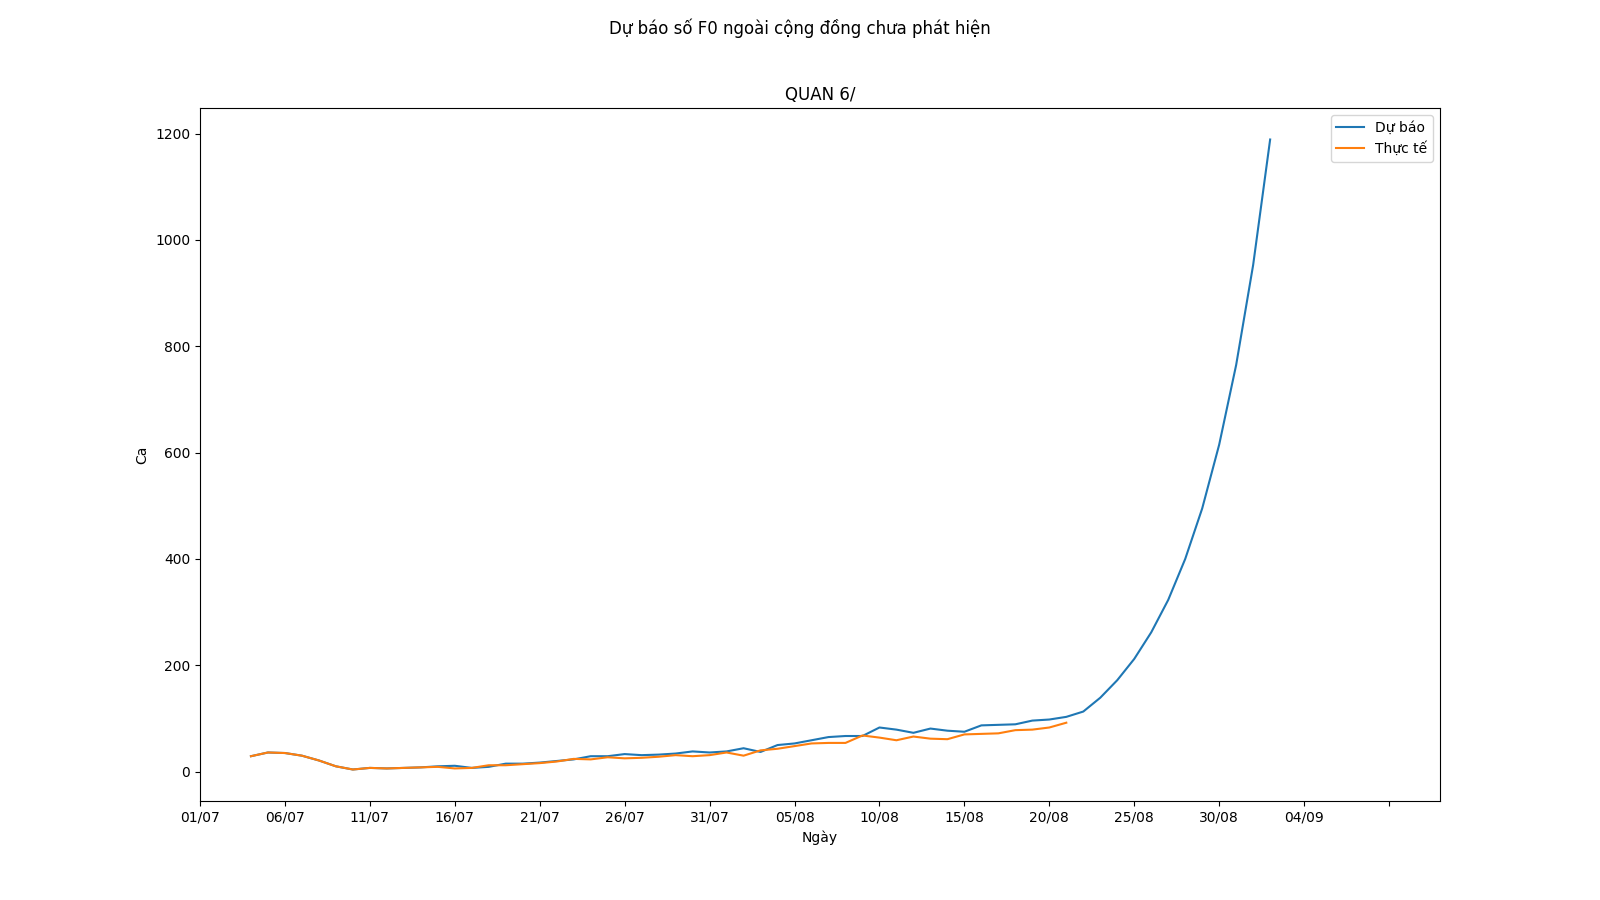 Dự báo số F0 ngoài cộng đồng chưa phát hiện
QUAN 6/
Dự báo
Thực tế
1200
1000
800
600
400
200
0
Ca
01/07 06/07 11/07 16/07 21/07 26/07 31/07 05/08 10/08 15/08 20/08 25/08 30/08 04/09
Ngày